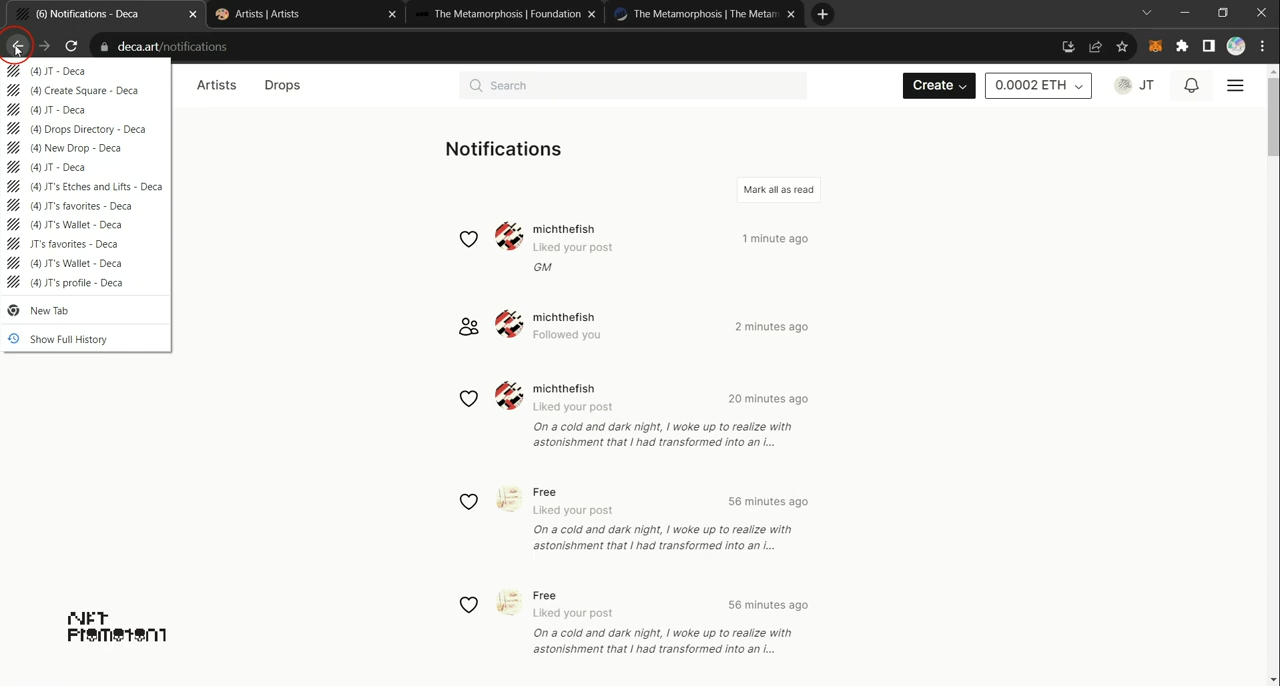 (6) Notifications - Deca
Artists | Artists
The Metamorphosis | Foundation
The Metamorphosis | The Metam
deca.art/notifications
(4) JT - Deca
(4) Create Square - Deca
(4) JT - Deca
(4) Drops Directory - Deca
(4) New Drop - Deca
(4) JT - Deca
(4) JT's Etches and Lifts - Deca
(4) JT's favorites - Deca
(4) JT's Wallet - Deca
JT's favorites - Deca
(4) JT's Wallet - Deca
(4) JT's profile - Deca
New Tab
Show Full History
Artists
Drops
Search
Create
0.0002 ETH
JT
Notifications
Mark all as read
michthefish
Liked your post
1 minute ago
GM
michthefish
Followed you
2 minutes ago
michthefish
Liked your post
20 minutes ago
On a cold and dark night, I woke up to realize with
astonishment that I had transformed into an i...
Free
Liked your post
56 minutes ago
On a cold and dark night, I woke up to realize with
astonishment that I had transformed into an i...
Free
Liked your post
56 minutes ago
On a cold and dark night, I woke up to realize with
astonishment that I had transformed into an i...
NFT